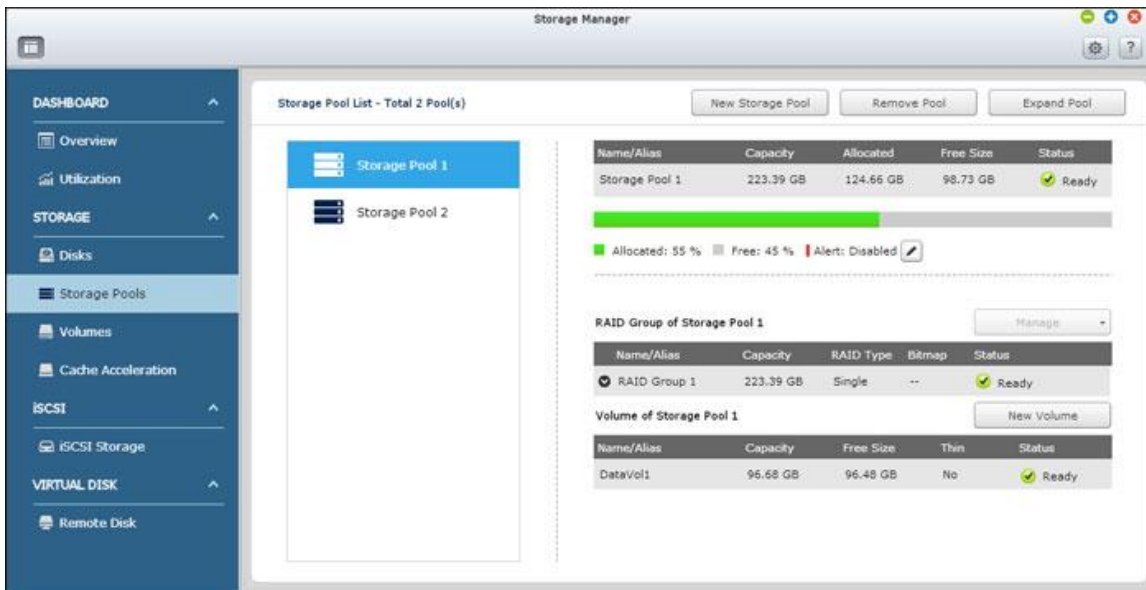 Storage Manager
?
DASHBOARD
Overview
Utilization
STORAGE
Disks
Storage Pools
Volumes
Cache Acceleration
iSCSI
iSCSI Storage
VIRTUAL DISK
Remote Disk
Storage Pool List - Total 2 Pool(s)
New Storage Pool
Remove Pool
Expand Pool
Storage Pool 1
Storage Pool 2
Name/Alias Capacity Allocated Free Size Status
Storage Pool 1 223.39 GB 124.66 GB 98.73 GB Ready
Allocated: 55 % Free: 45 % Alert: Disabled
RAID Group of Storage Pool 1 Manage
Name/Alias Capacity RAID Type Bitmap Status
RAID Group 1 223.39 GB Single -- Ready
Volume of Storage Pool 1 New Volume
Name/Alias Capacity Free Size Thin Status
DataVol1 96.68 GB 96.48 GB No Ready